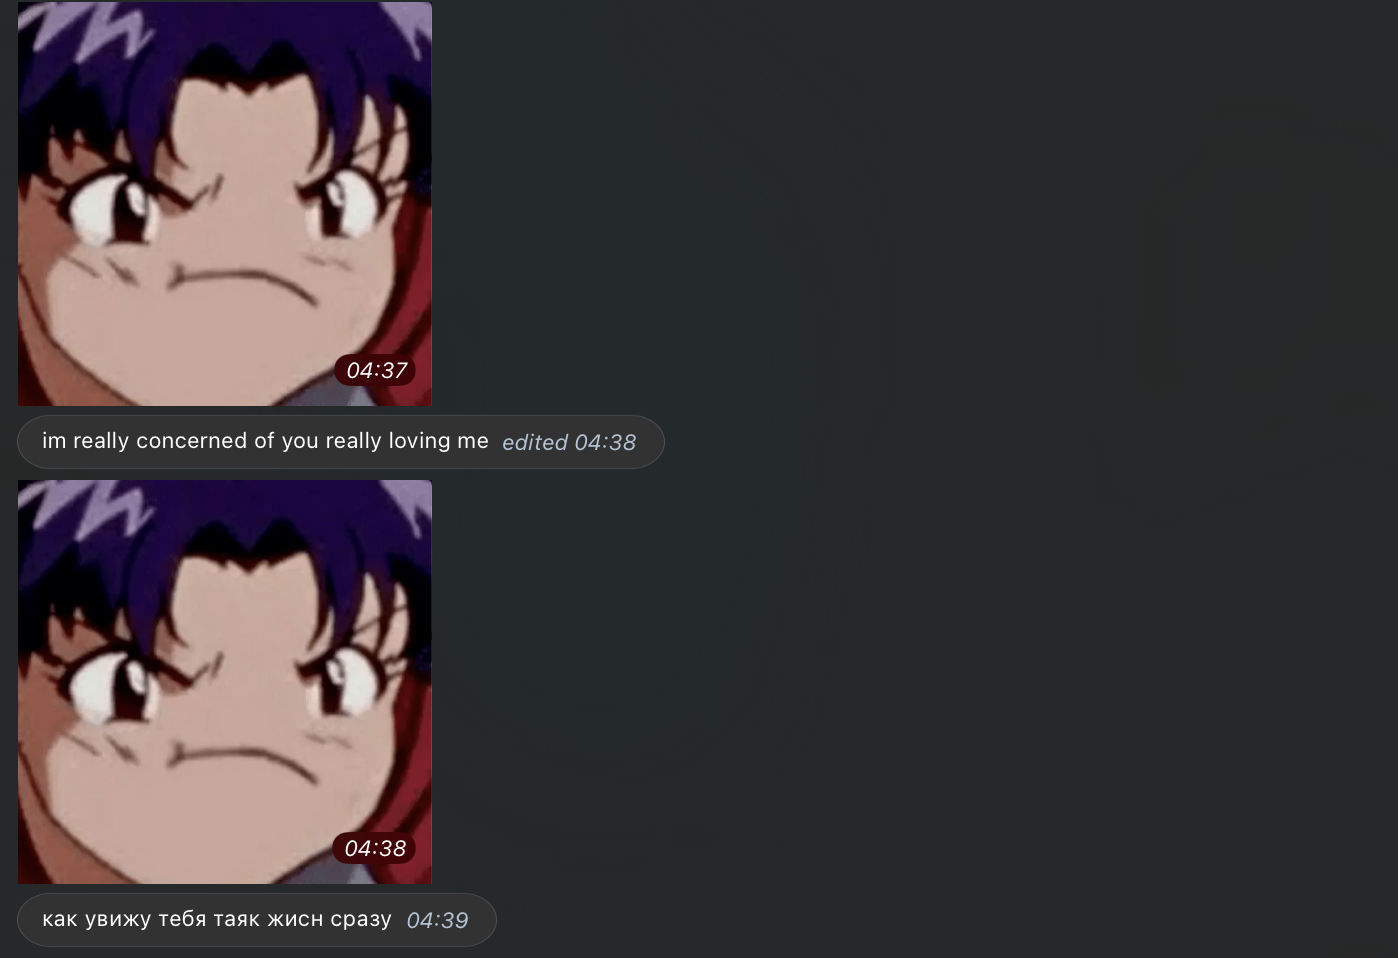 04:37
im really concerned of you really loving me edited 04:38
04:38
как увижу тебя таяк жисн сразу 04:39